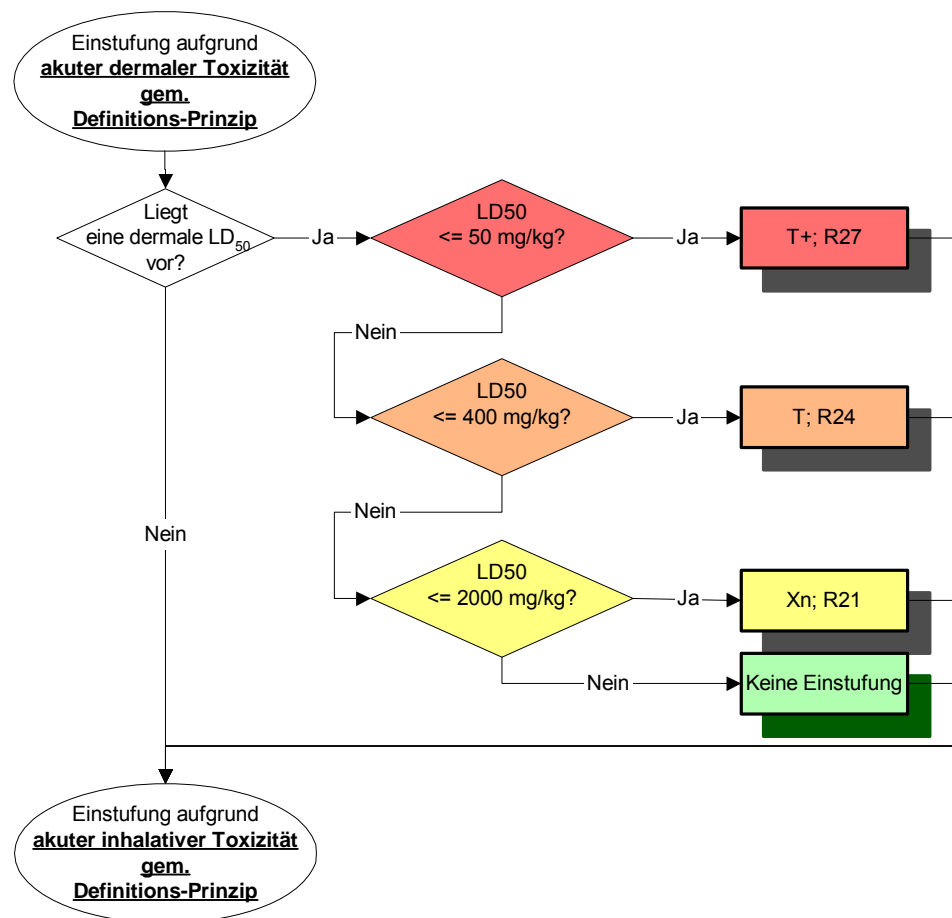 Einstufung aufgrund
akuter dermaler Toxizität
gem.
Definitions-Prinzip
Liegt
eine dermale LD50
vor?
Ja
LD50
<= 50 mg/kg?
Ja
T+; R27
Nein
LD50
<= 400 mg/kg?
Ja
T; R24
Nein
Nein
LD50
<= 2000 mg/kg?
Ja
Xn; R21
Nein
Keine Einstufung
Einstufung aufgrund
akuter inhalativer Toxizität
gem.
Definitions-Prinzip